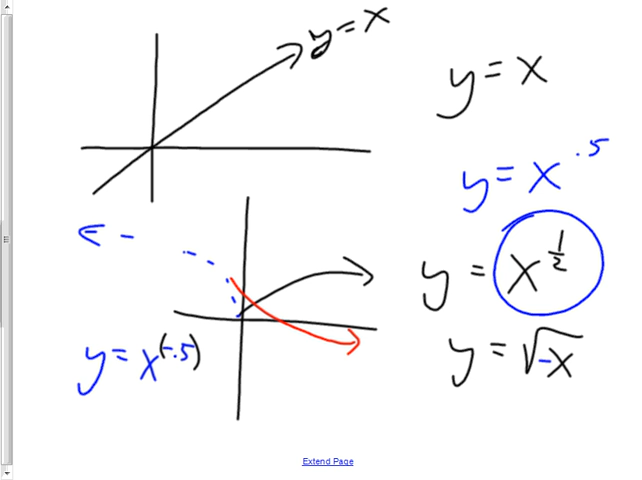 y = x
y = x
y = x^.5
y = x^(1/2)
y = x^(-.5)
y = √-x
Extend Page